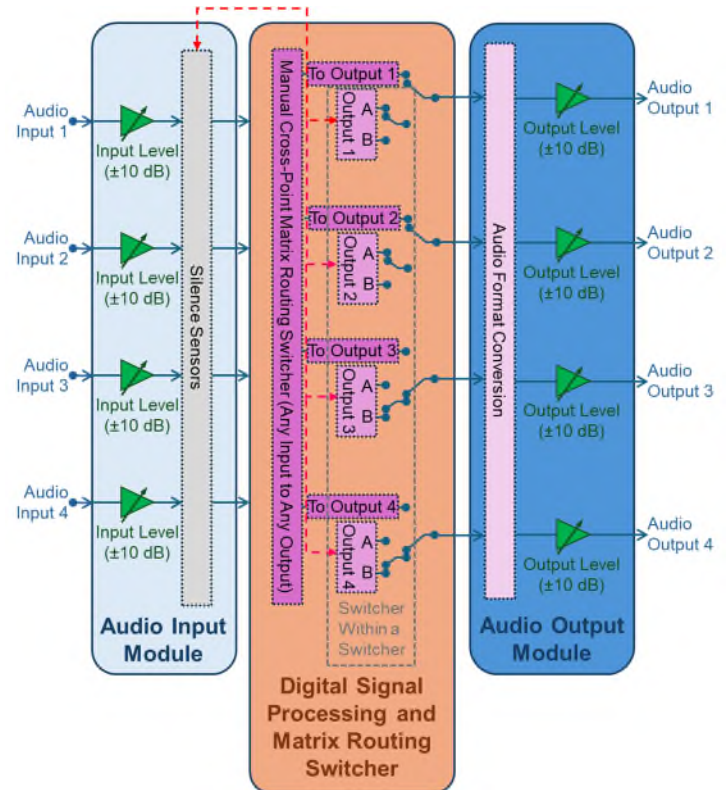 Audio
Input 1
Input Level
(±10 dB)
Audio
Input 2
Input Level
(±10 dB)
Audio
Input 3
Input Level
(±10 dB)
Audio
Input 4
Input Level
(±10 dB)
Silence Sensors
Audio Input
Module
Manual Cross-Point Matrix Routing Switcher (Any Input to Any Output)
To Output 1
Output 1
A
B
To Output 2
Output 2
A
B
To Output 3
Output 3
A
B
To Output 4
Output 4
A
B
Switcher
Within a
Switcher
Digital Signal
Processing and
Matrix Routing
Switcher
Audio Format Conversion
Output Level
(±10 dB)
Output Level
(±10 dB)
Output Level
(±10 dB)
Output Level
(±10 dB)
Audio Output
Module
Audio
Output 1
Audio
Output 2
Audio
Output 3
Audio
Output 4